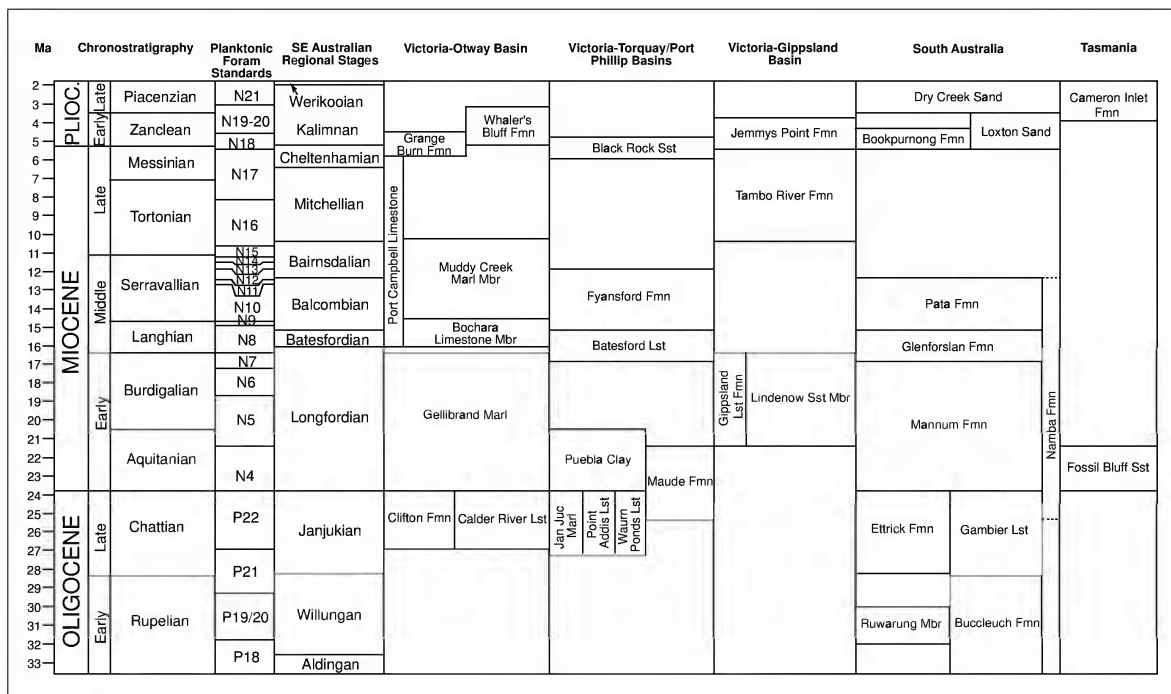 Ma
Chronostratigraphy
Planktonic
Foram
Standards
SE Australian
Regional Stages
Victoria-Otway Basin
Victoria-Torquay/Port
Phillip Basins
Victoria-Gippsland
Basin
South Australia
Tasmania
2
3
4
5
6
7
8
9
10
11
12
13
14
15
16
17
18
19
20
21
22
23
24
25
26
27
28
29
30
31
32
33
PLIOC.
MIOCENE
OLIGOCENE
Late
Early
Late
Middle
Early
Late
Early
Piacenzian
Zanclean
Messinian
Tortonian
Serravallian
Langhian
Burdigalian
Aquitanian
Chattian
Rupelian
N21
N19-20
N18
N17
N16
N15
N14
N13
N12
N11
N10
N9
N8
N7
N6
N5
N4
P22
P21
P19/20
P18
Werikooian
Kalimnan
Cheltenhamian
Mitchellian
Bairnsdalian
Balcombian
Batesfordian
Longfordian
Janjukian
Willungan
Aldingan
Whaler's
Bluff Fmn
Grange
Burn Fmn
Port Campbell Limestone
Muddy Creek
Marl Mbr
Bochara
Limestone Mbr
Gellibrand Marl
Clifton Fmn
Calder River Lst
Black Rock Sst
Fyansford Fmn
Batesford Lst
Puebla Clay
Maude Fmn
Jan Juc
Marl
Point
Addis Lst
Waurn
Ponds Lst
Jemmys Point Fmn
Tambo River Fmn
Gippsland
Lst Fmn
Lindenow Sst Mbr
Dry Creek Sand
Bookpurnong Fmn
Loxton Sand
Pata Fmn
Glenforslan Fmn
Mannum Fmn
Namba Fmn
Ettrick Fmn
Gambier Lst
Ruwarung Mbr
Buccleuch Fmn
Cameron Inlet
Fmn
Fossil Bluff Sst